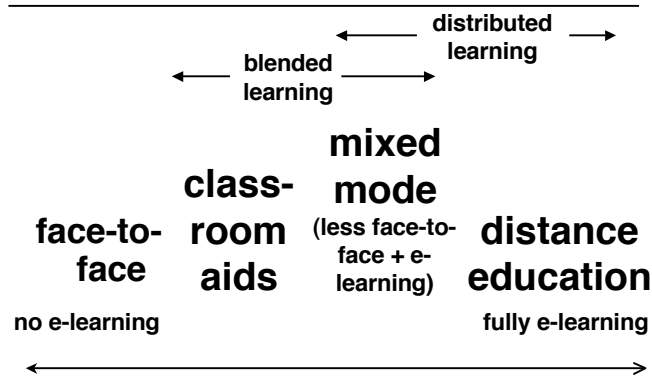 distributed
learning
blended
learning
mixed
mode
(less face-to-
face + e-
learning)
class-
room
aids
face-to-
face
distance
education
no e-learning
fully e-learning